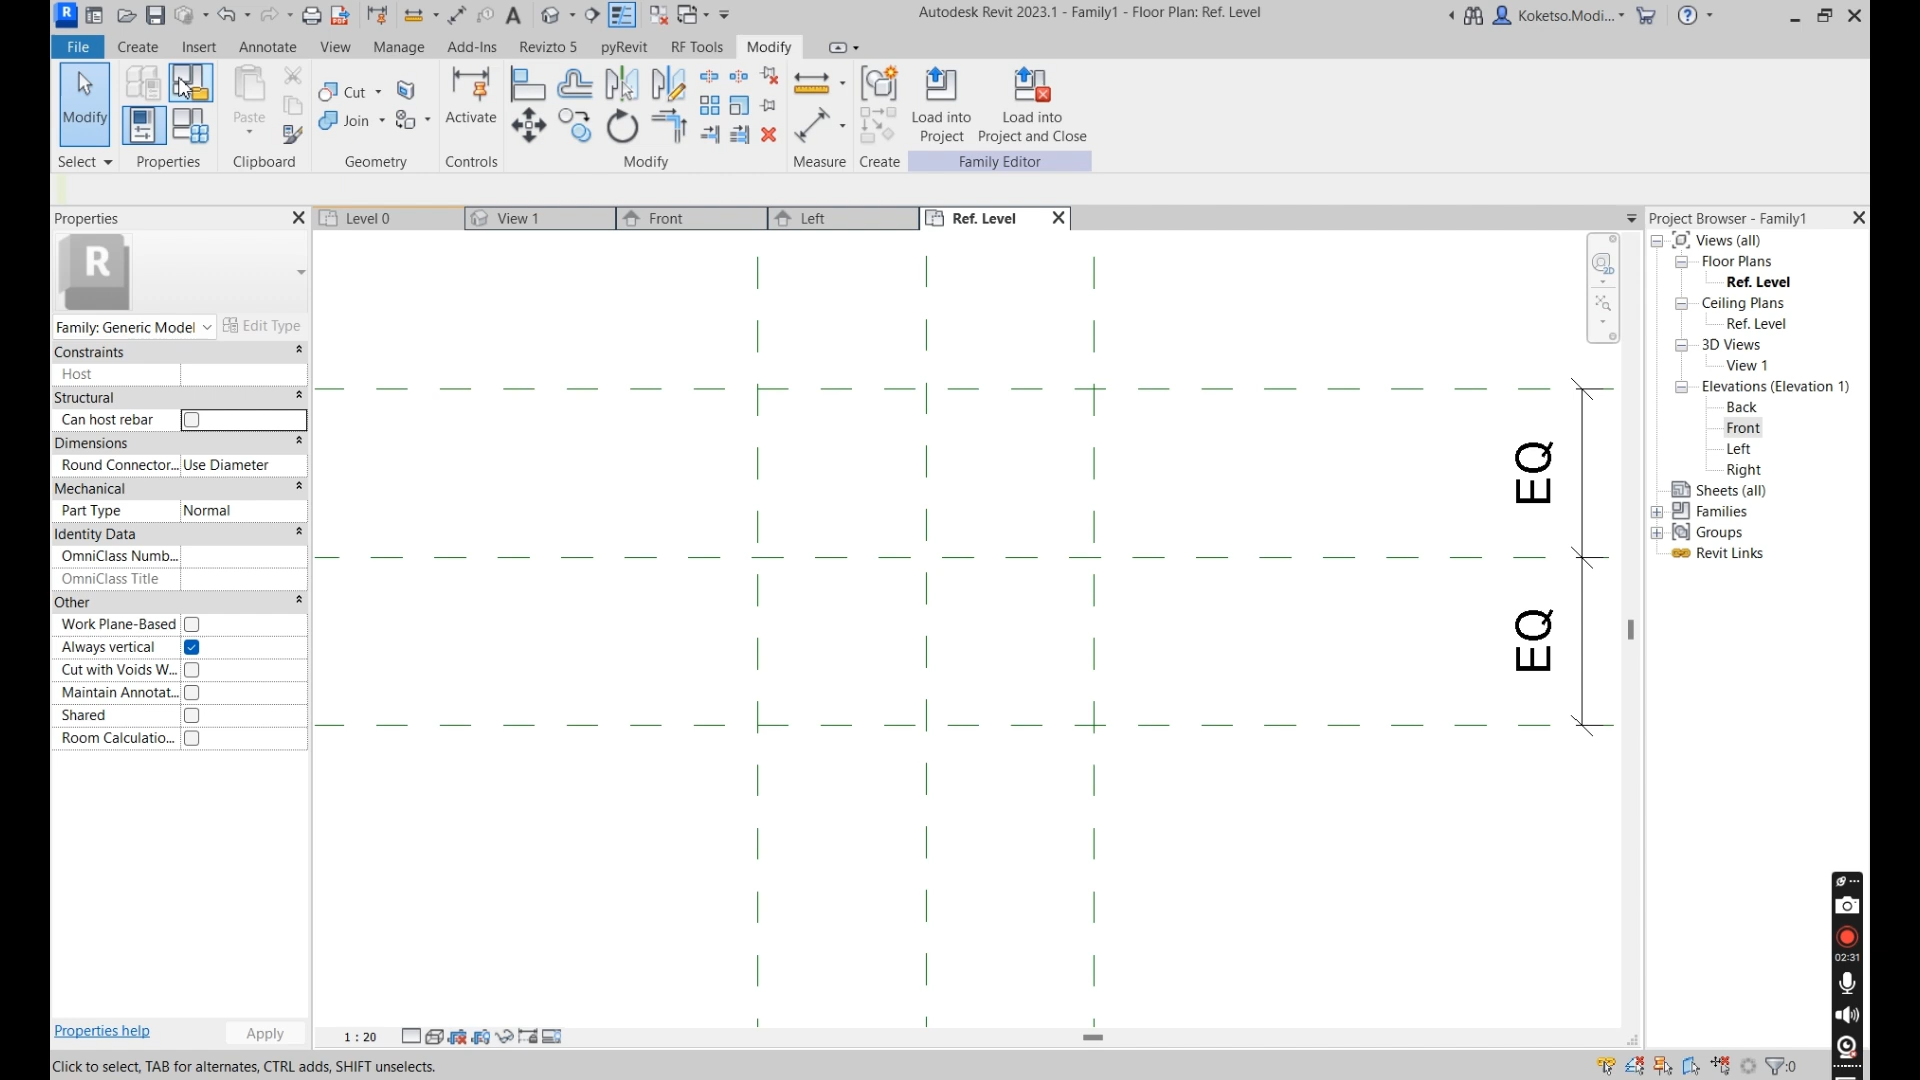 Autodesk Revit 2023.1 - Family1 - Floor Plan: Ref. Level
Koketso.Modi...
File Create Insert Annotate View Manage Add-Ins Revizto 5 pyRevit RF Tools Modify
Modify
Paste
Cut
Join
Activate
Load into
Project
Load into
Project and Close
Select Properties Clipboard Geometry Controls Modify Measure Create Family Editor
Properties
Level 0 View 1 Front Left Ref. Level
Project Browser - Family1
R
Family: Generic Model Edit Type
Constraints
Host
Structural
Can host rebar
Dimensions
Round Connector... Use Diameter
Mechanical
Part Type Normal
Identity Data
OmniClass Numb...
OmniClass Title
Other
Work Plane-Based
Always vertical
Cut with Voids W...
Maintain Annotat...
Shared
Room Calculatio...
Properties help Apply
EQ
EQ
2D
Views (all)
Floor Plans
Ref. Level
Ceiling Plans
Ref. Level
3D Views
View 1
Elevations (Elevation 1)
Back
Front
Left
Right
Sheets (all)
Families
Groups
Revit Links
02:31
1 : 20
Click to select, TAB for alternates, CTRL adds, SHIFT unselects.
:0